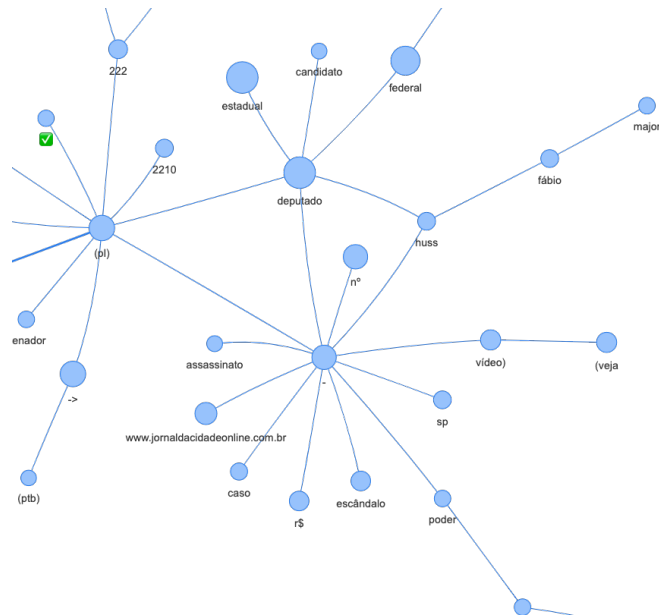 222
candidato
federal
estadual
major
✅
2210
fábio
deputado
huss
(pl)
nº
enador
assassinato
vídeo)
(veja
-
->
sp
www.jornaldacidadeonline.com.br
caso
escândalo
(ptb)
r$
poder